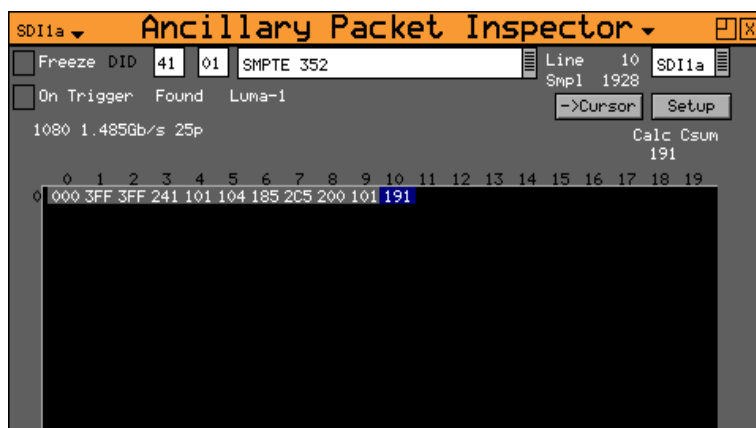 SDI1a Ancillary Packet Inspector
Freeze DID 41 01 SMPTE 352 Line 10 SDI1a
Smpl 1928
On Trigger Found Luma-1 ->Cursor Setup
1080 1.485Gb/s 25p Calc Csum
191
0 1 2 3 4 5 6 7 8 9 10 11 12 13 14 15 16 17 18 19
0 000 3FF 3FF 241 101 104 185 2C5 200 101 191